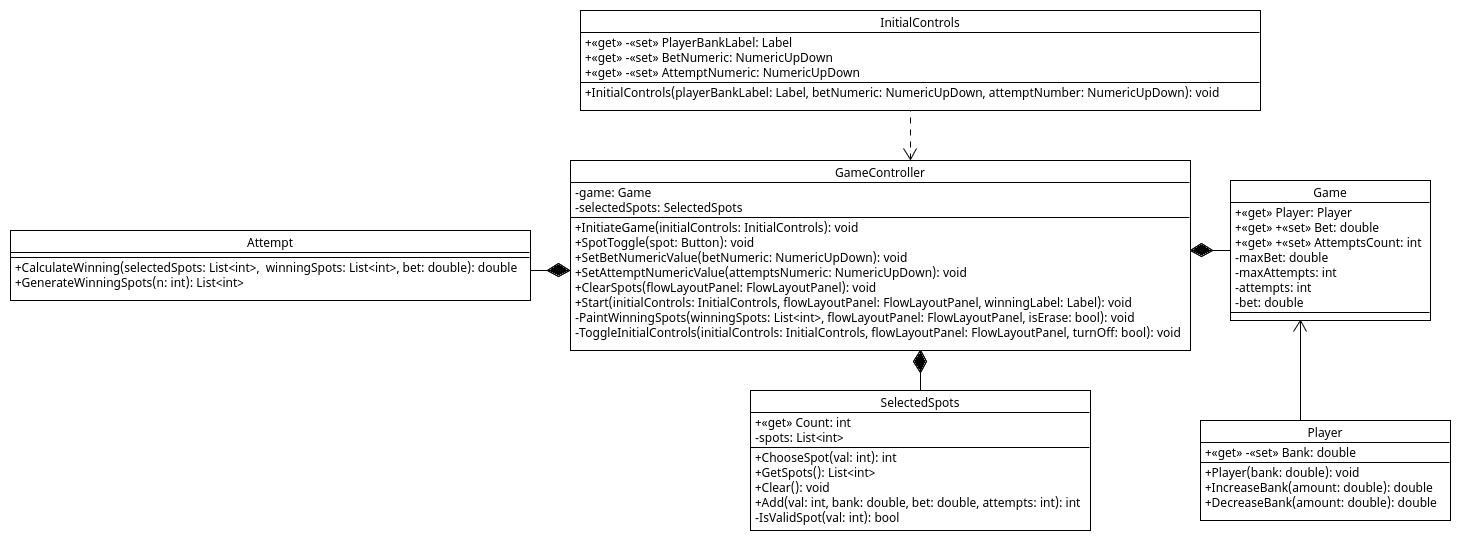 InitialControls
+«get» -«set» PlayerBankLabel: Label
+«get» -«set» BetNumeric: NumericUpDown
+«get» -«set» AttemptNumeric: NumericUpDown
+InitialControls(playerBankLabel: Label, betNumeric: NumericUpDown, attemptNumber: NumericUpDown): void
GameController
-game: Game
-selectedSpots: SelectedSpots
+InitiateGame(initialControls: InitialControls): void
+SpotToggle(spot: Button): void
+SetBetNumericValue(betNumeric: NumericUpDown): void
+SetAttemptNumericValue(attemptsNumeric: NumericUpDown): void
+ClearSpots(flowLayoutPanel: FlowLayoutPanel): void
+Start(initialControls: InitialControls, flowLayoutPanel: FlowLayoutPanel, winningLabel: Label): void
-PaintWinningSpots(winningSpots: List<int>, flowLayoutPanel: FlowLayoutPanel, isErase: bool): void
-ToggleInitialControls(initialControls: InitialControls, flowLayoutPanel: FlowLayoutPanel, turnOff: bool): void
Game
+«get» Player: Player
+«get» +«set» Bet: double
+«get» +«set» AttemptsCount: int
-maxBet: double
-maxAttempts: int
-attempts: int
-bet: double
Attempt
+CalculateWinning(selectedSpots: List<int>,  winningSpots: List<int>, bet: double): double
+GenerateWinningSpots(n: int): List<int>
SelectedSpots
+«get» Count: int
-spots: List<int>
+ChooseSpot(val: int): int
+GetSpots(): List<int>
+Clear(): void
+Add(val: int, bank: double, bet: double, attempts: int): int
-IsValidSpot(val: int): bool
Player
+«get» -«set» Bank: double
+Player(bank: double): void
+IncreaseBank(amount: double): double
+DecreaseBank(amount: double): double